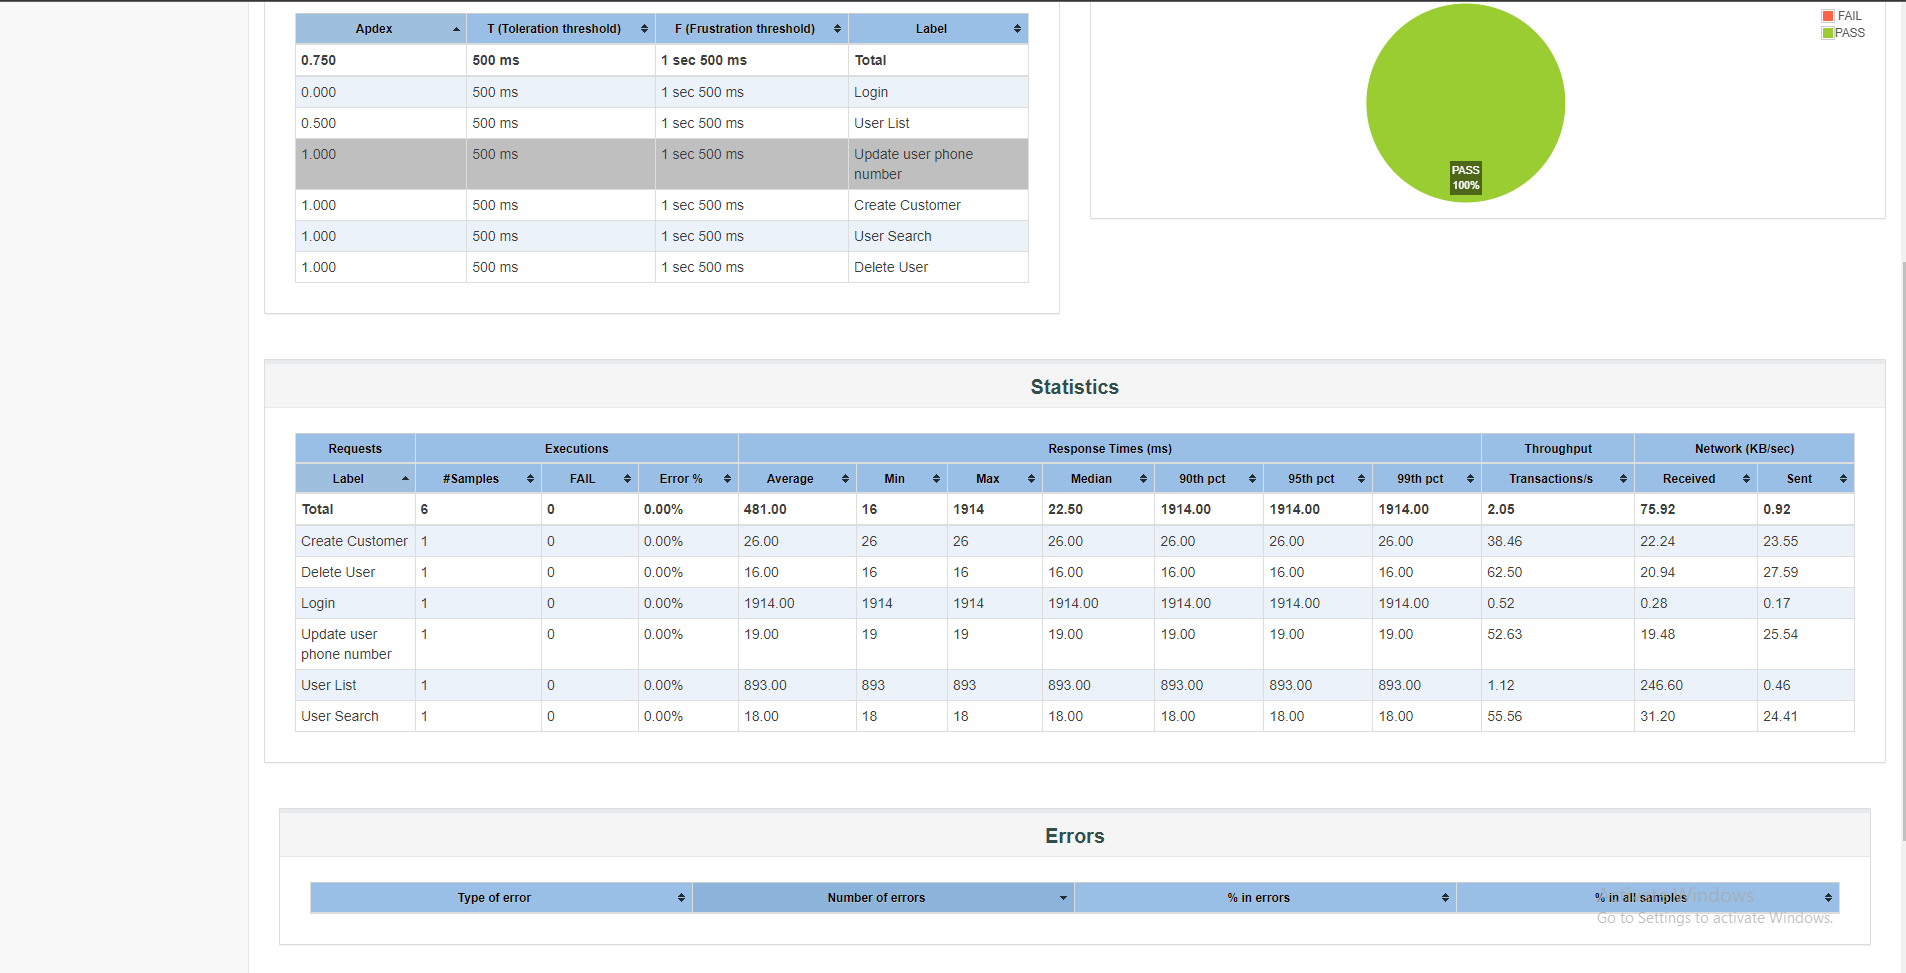 Apdex T (Toleration threshold) F (Frustration threshold) Label
0.750 500 ms 1 sec 500 ms Total
0.000 500 ms 1 sec 500 ms Login
0.500 500 ms 1 sec 500 ms User List
1.000 500 ms 1 sec 500 ms Update user phone
number
1.000 500 ms 1 sec 500 ms Create Customer
1.000 500 ms 1 sec 500 ms User Search
1.000 500 ms 1 sec 500 ms Delete User
FAIL
PASS
PASS
100%
Statistics
Requests Executions Response Times (ms) Throughput Network (KB/sec)
Label #Samples FAIL Error % Average Min Max Median 90th pct 95th pct 99th pct Transactions/s Received Sent
Total 6 0 0.00% 481.00 16 1914 22.50 1914.00 1914.00 1914.00 2.05 75.92 0.92
Create Customer 1 0 0.00% 26.00 26 26 26.00 26.00 26.00 26.00 38.46 22.24 23.55
Delete User 1 0 0.00% 16.00 16 16 16.00 16.00 16.00 16.00 62.50 20.94 27.59
Login 1 0 0.00% 1914.00 1914 1914 1914.00 1914.00 1914.00 1914.00 0.52 0.28 0.17
Update user 1 0 0.00% 19.00 19 19 19.00 19.00 19.00 19.00 52.63 19.48 25.54
phone number
User List 1 0 0.00% 893.00 893 893 893.00 893.00 893.00 893.00 1.12 246.60 0.46
User Search 1 0 0.00% 18.00 18 18 18.00 18.00 18.00 18.00 55.56 31.20 24.41
Errors
Type of error Number of errors % in errors % in all samples
Activate Windows
Go to Settings to activate Windows.